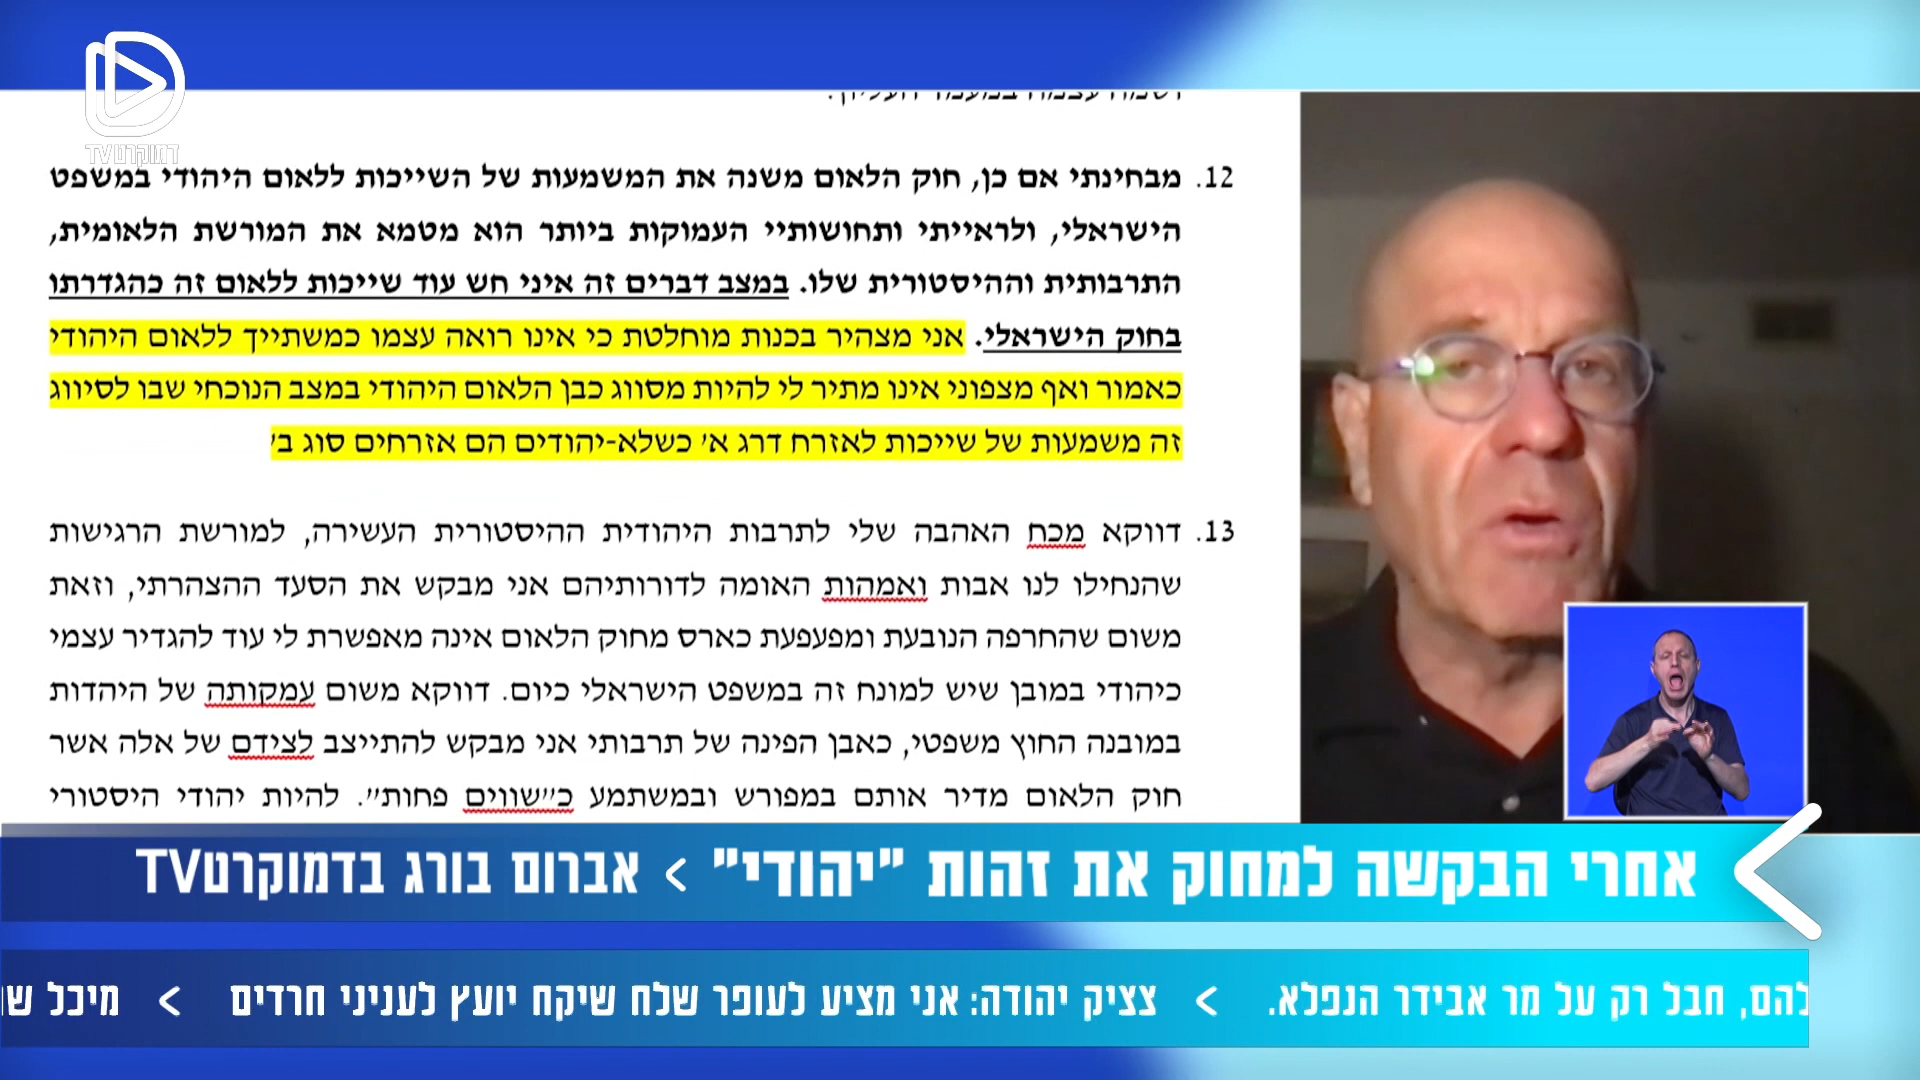 דמוקרטTV
רשמה עצמה במעמד העליון.
12. מבחינתי אם כן, חוק הלאום משנה את המשמעות של השייכות ללאום היהודי במשפט
הישראלי, ולראייתי ותחושותיי העמוקות ביותר הוא מטמא את המורשת הלאומית,
התרבותית וההיסטורית שלו. במצב דברים זה איני חש עוד שייכות ללאום זה כהגדרתו
בחוק הישראלי. אני מצהיר בכנות מוחלטת כי אינו רואה עצמו כמשתייך ללאום היהודי
כאמור ואף מצפוני אינו מתיר לי להיות מסווג כבן הלאום היהודי במצב הנוכחי שבו לסיווג
זה משמעות של שייכות לאזרח דרג א' כשלא-יהודים הם אזרחים סוג ב'
13. דווקא מכח האהבה שלי לתרבות היהודית ההיסטורית העשירה, למורשת הרגישות
שהנחילו לנו אבות ואמהות האומה לדורותיהם אני מבקש את הסעד ההצהרתי, וזאת
משום שהחרפה הנובעת ומפעפעת כארס מחוק הלאום אינה מאפשרת לי עוד להגדיר עצמי
כיהודי במובן שיש למונח זה במשפט הישראלי כיום. דווקא משום עמקותה של היהדות
במובנה החוץ משפטי, כאבן הפינה של תרבותי אני מבקש להתייצב לצידם של אלה אשר
חוק הלאום מדיר אותם במפורש ובמשתמע כ״שווים פחות״. להיות יהודי היסטורי
אחרי הבקשה למחוק את זהות "יהודי" > אברום בורג בדמוקרטTV
להם, חבל רק על מר אבידר הנפלא. > צציק יהודה: אני מציע לעופר שלח שיקח יועץ לעניני חרדים > מיכל שו